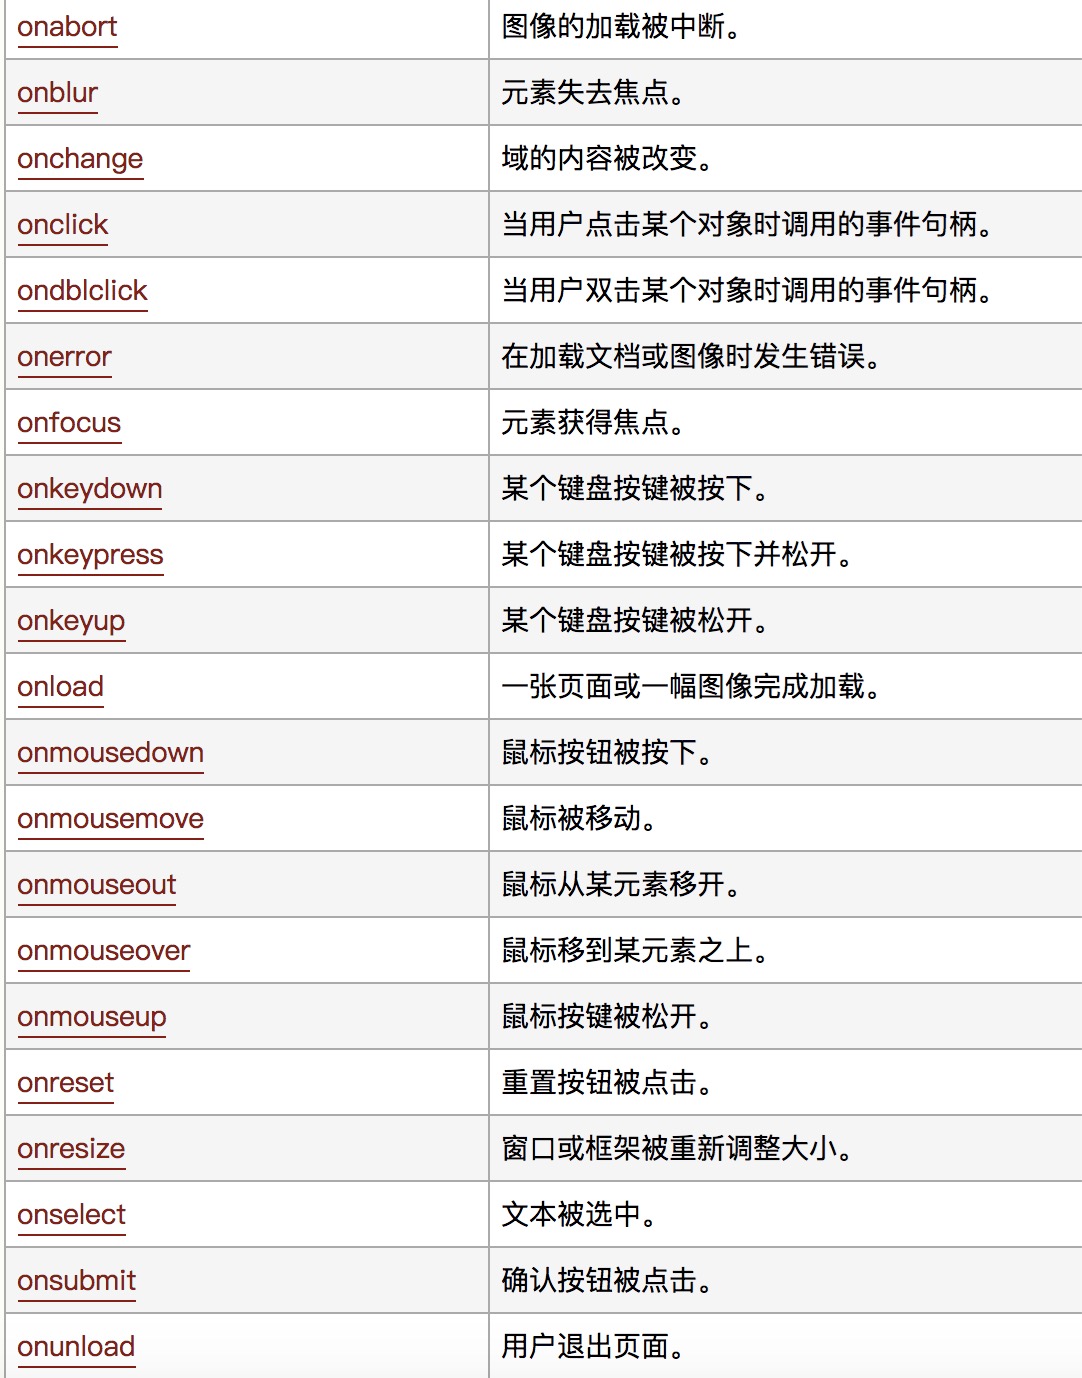 onabort 图像的加载被中断。
onblur 元素失去焦点。
onchange 域的内容被改变。
onclick 当用户点击某个对象时调用的事件句柄。
ondblclick 当用户双击某个对象时调用的事件句柄。
onerror 在加载文档或图像时发生错误。
onfocus 元素获得焦点。
onkeydown 某个键盘按键被按下。
onkeypress 某个键盘按键被按下并松开。
onkeyup 某个键盘按键被松开。
onload 一张页面或一幅图像完成加载。
onmousedown 鼠标按钮被按下。
onmousemove 鼠标被移动。
onmouseout 鼠标从某元素移开。
onmouseover 鼠标移到某元素之上。
onmouseup 鼠标按键被松开。
onreset 重置按钮被点击。
onresize 窗口或框架被重新调整大小。
onselect 文本被选中。
onsubmit 确认按钮被点击。
onunload 用户退出页面。